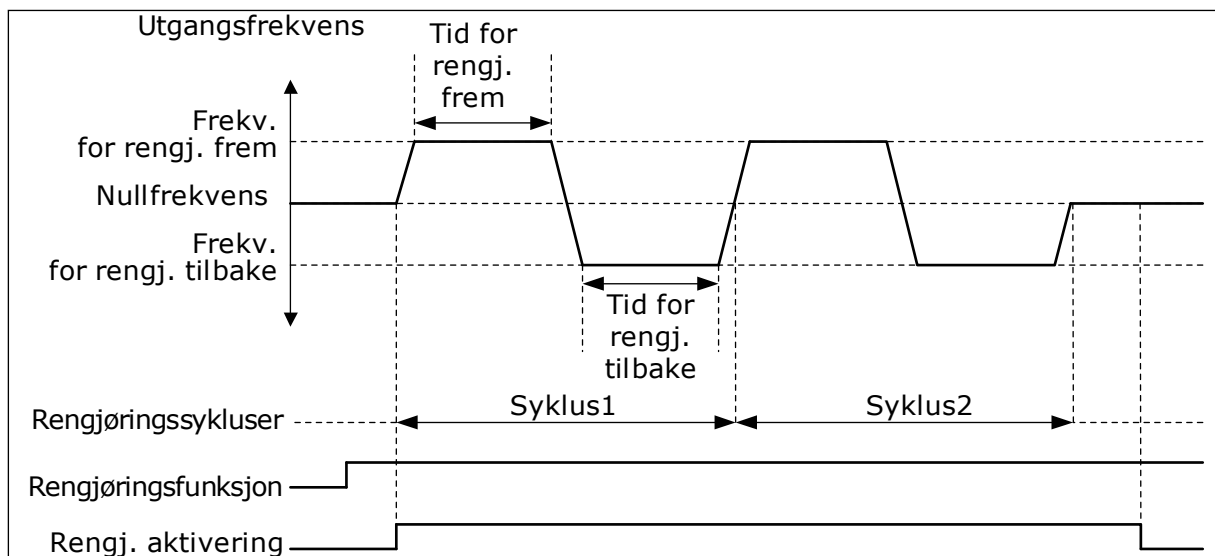 Utgangsfrekvens
Tid for
rengj.
frem
Frekv.
for rengj. frem
Nullfrekvens
Frekv.
for rengj. tilbake
Tid for
rengj.
tilbake
Rengjøringssykluser
Syklus1
Syklus2
Rengjøringsfunksjon
Rengj. aktivering